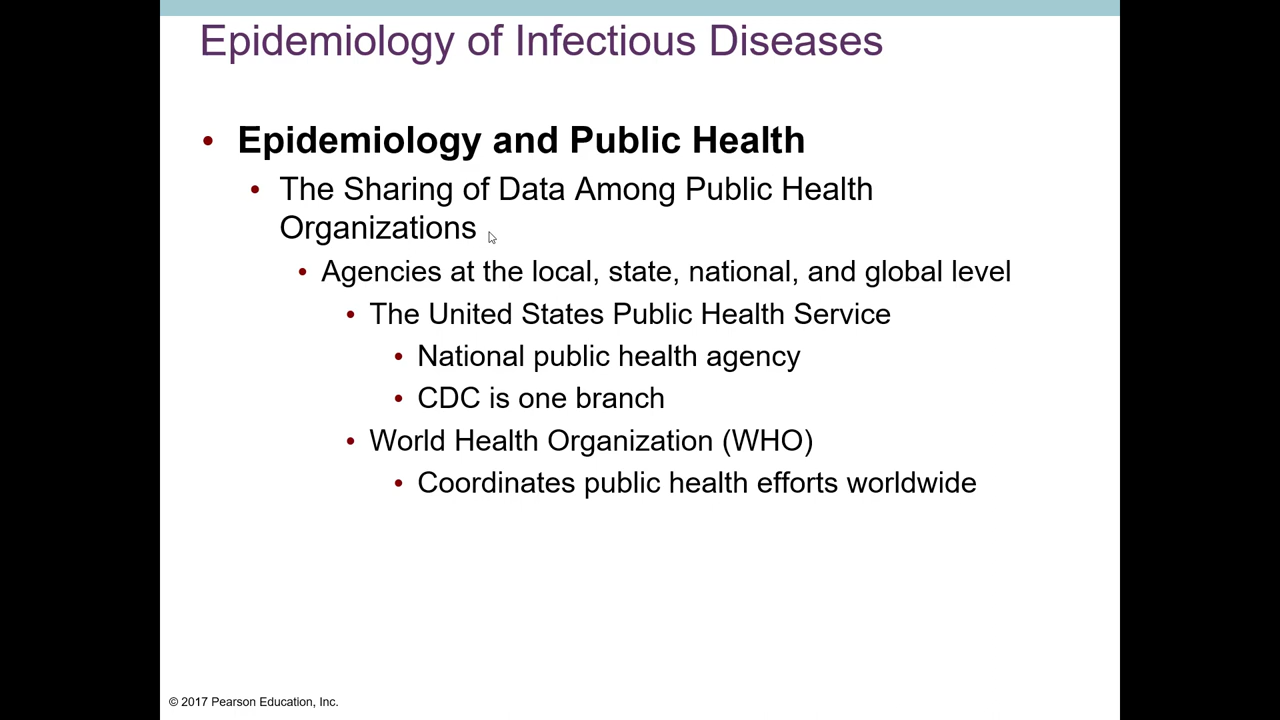 Epidemiology of Infectious Diseases
• Epidemiology and Public Health
• The Sharing of Data Among Public Health
Organizations
• Agencies at the local, state, national, and global level
• The United States Public Health Service
• National public health agency
• CDC is one branch
• World Health Organization (WHO)
• Coordinates public health efforts worldwide
© 2017 Pearson Education, Inc.